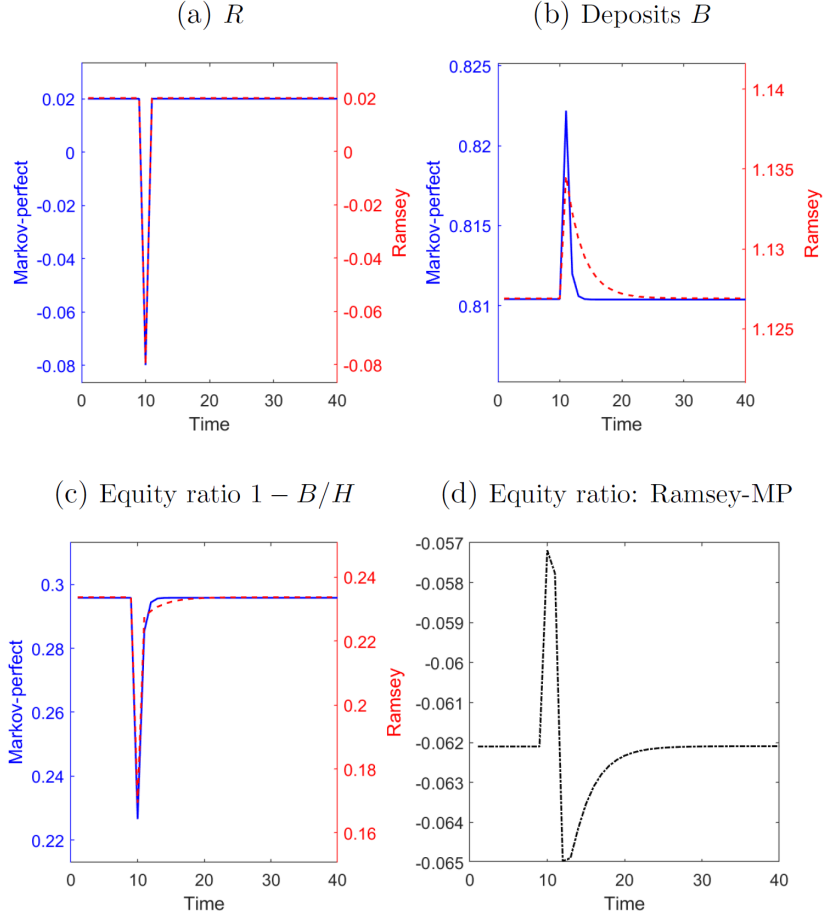 (a) R
(b) Deposits B
0.02
0
-0.02
-0.04
-0.06
-0.08
Markov-perfect
0.02
0
-0.02
-0.04
-0.06
-0.08
Ramsey
0 10 20 30 40
Time
0.825
0.82
0.815
0.81
Markov-perfect
1.14
1.135
1.13
1.125
Ramsey
0 10 20 30 40
Time
(c) Equity ratio 1 − B/H
(d) Equity ratio: Ramsey-MP
0.3
0.28
0.26
0.24
0.22
Markov-perfect
0.24
0.22
0.2
0.18
0.16
Ramsey
0 10 20 30 40
Time
-0.057
-0.058
-0.059
-0.06
-0.061
-0.062
-0.063
-0.064
-0.065
0 10 20 30 40
Time